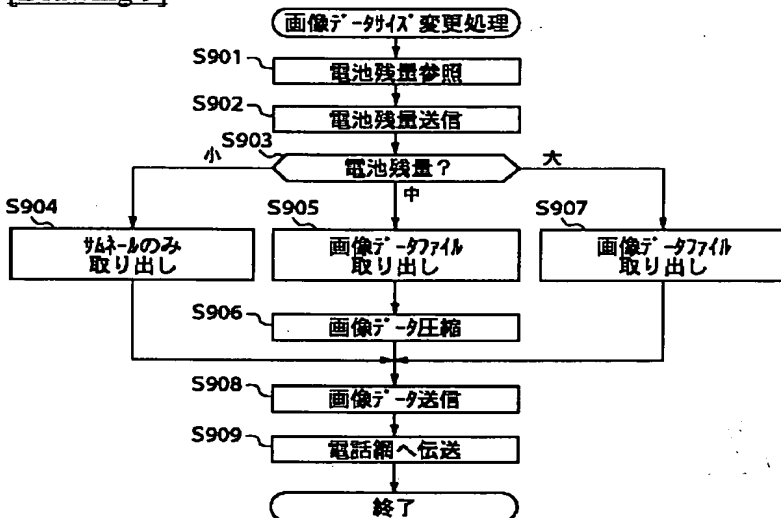 画像データサイズ変更処理
S901
電池残量参照
S902
電池残量送信
S903
電池残量？
小
中
大
S904
サムネールのみ
取り出し
S905
画像データファイル
取り出し
S907
画像データファイル
取り出し
S906
画像データ圧縮
S908
画像データ送信
S909
電話網へ伝送
終了